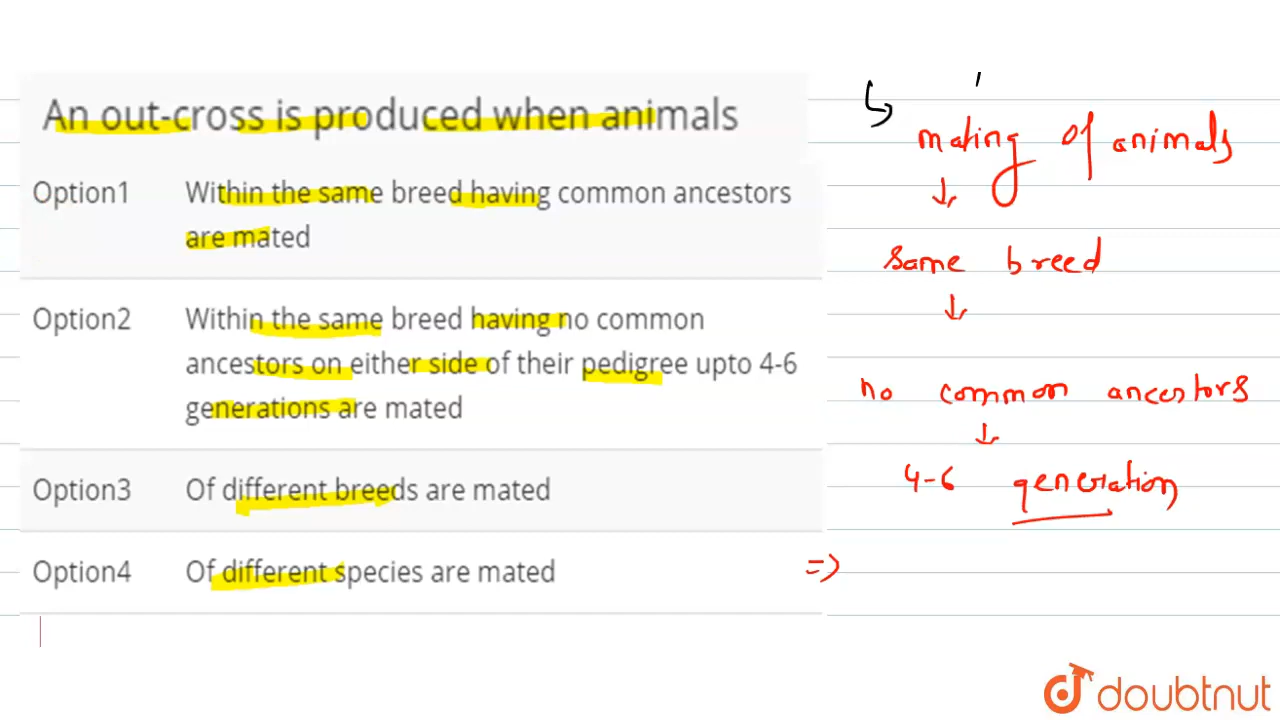 An out-cross is produced when animals
Option1 Within the same breed having common ancestors
are mated
Option2 Within the same breed having no common
ancestors on either side of their pedigree upto 4-6
generations are mated
Option3 Of different breeds are mated
Option4 Of different species are mated
mating of animals
same breed
no common ancestors
4-6 generation
doubtnut